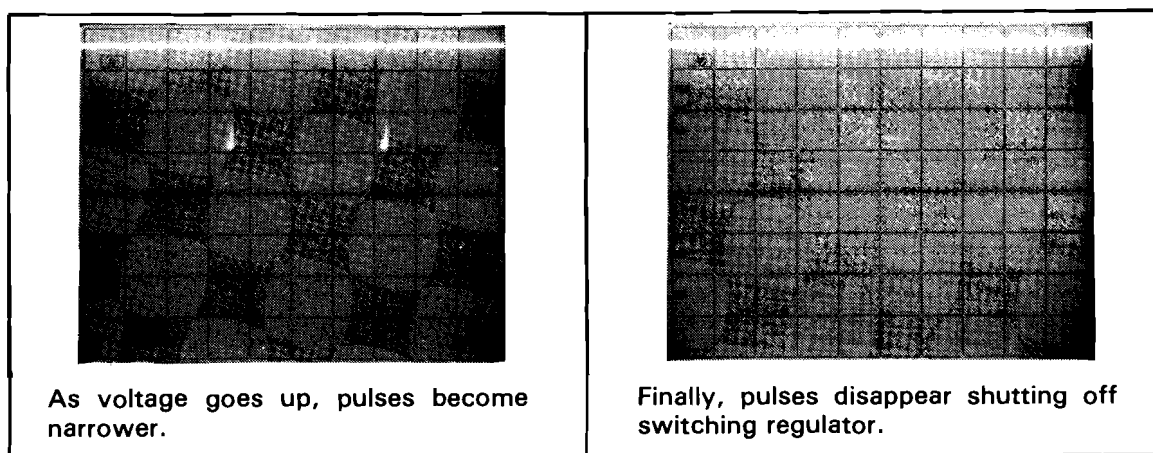 As voltage goes up, pulses become
narrower.
Finally, pulses disappear shutting off
switching regulator.